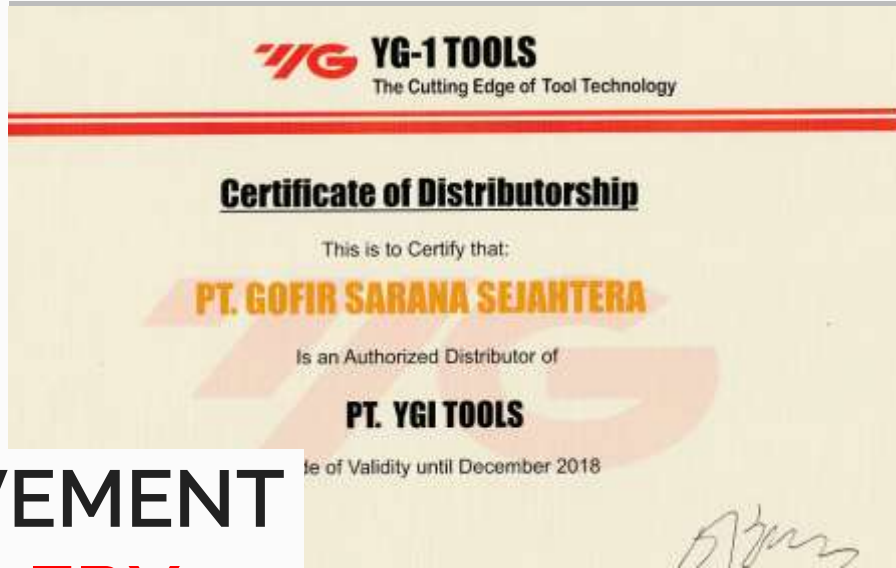 YG YG-1 TOOLS
The Cutting Edge of Tool Technology
Certificate of Distributorship
This is to Certify that:
PT. GOFIR SARANA SEJAHTERA
Is an Authorized Distributor of
PT. YGI TOOLS
of Validity until December 2018